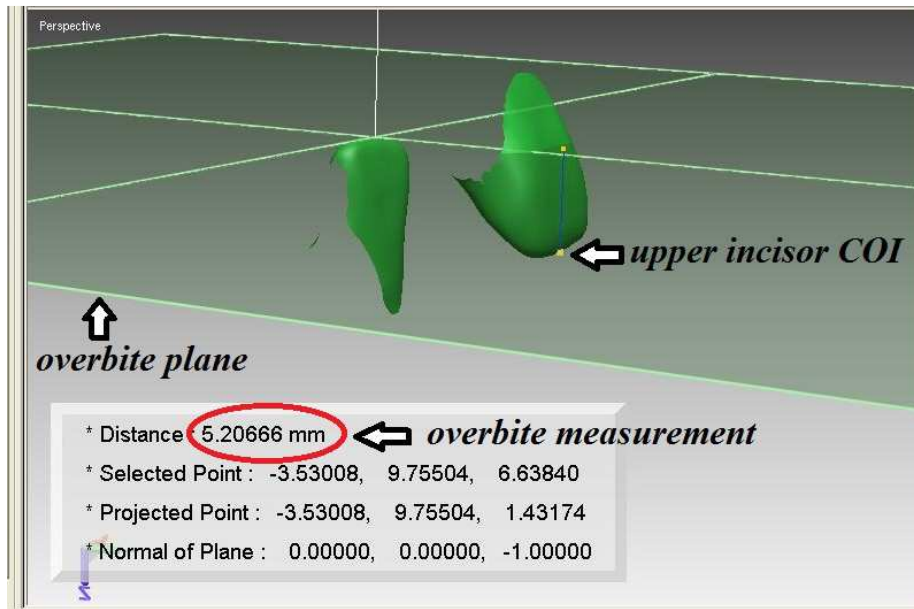 Perspective
upper incisor COI
overbite plane
* Distance : 5.20666 mm
overbite measurement
* Selected Point : -3.53008, 9.75504, 6.63840
* Projected Point : -3.53008, 9.75504, 1.43174
* Normal of Plane : 0.00000, 0.00000, -1.00000
Z